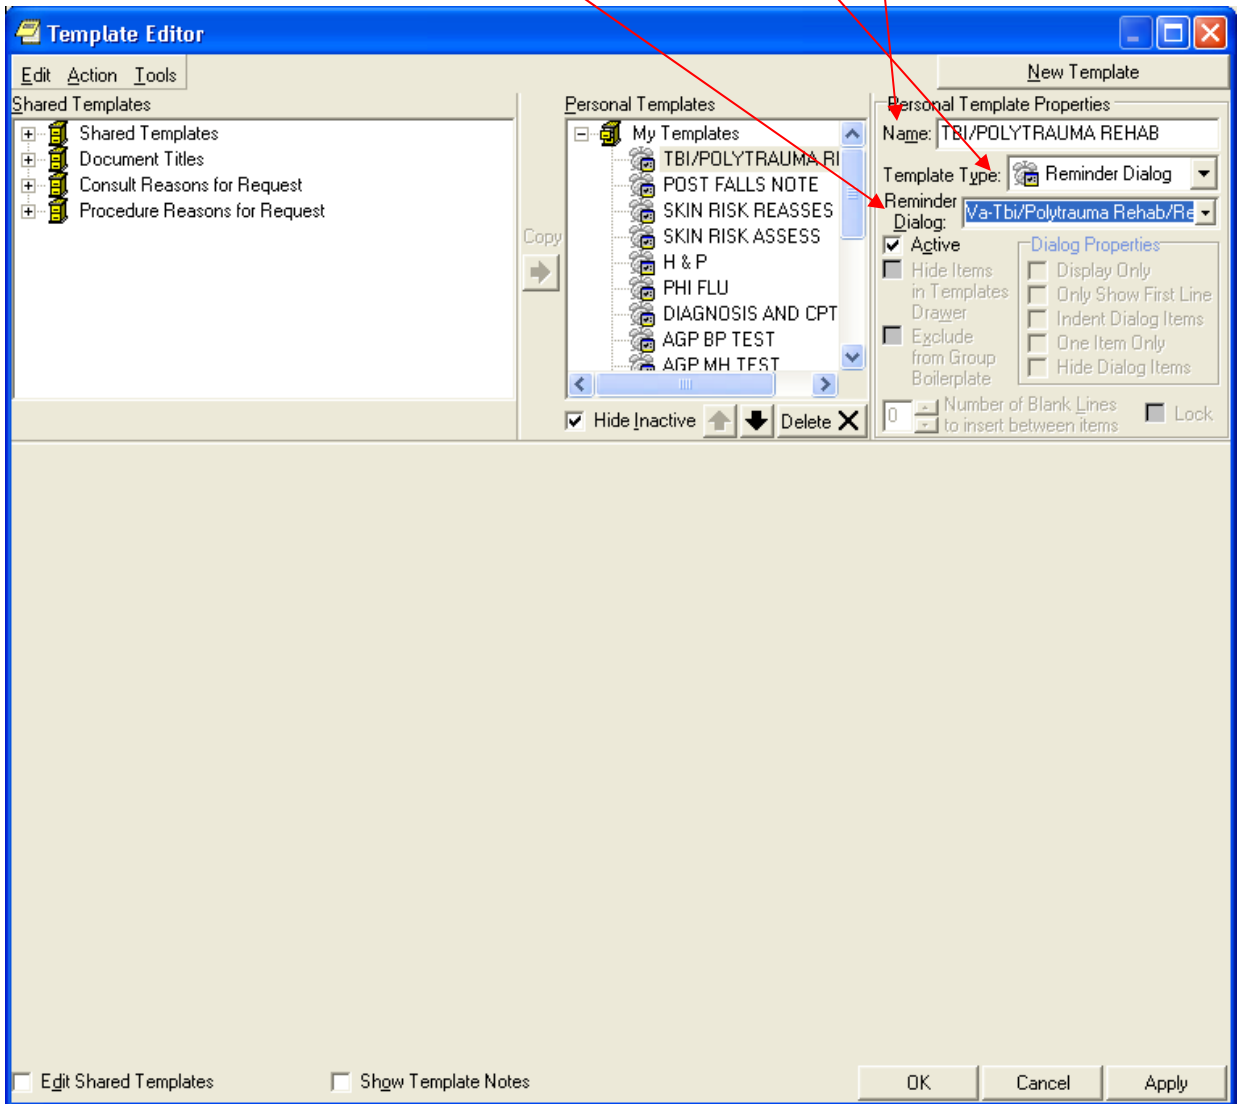 Template Editor
Edit Action Tools
New Template
Shared Templates
Shared Templates
Document Titles
Consult Reasons for Request
Procedure Reasons for Request
Copy
Personal Templates
My Templates
TBI/POLYTRAUMA RI
POST FALLS NOTE
SKIN RISK REASSES
SKIN RISK ASSESS
H & P
PHI FLU
DIAGNOSIS AND CPT
AGP BP TEST
AGP MH TEST
Hide Inactive
Delete
Personal Template Properties
Name: TBI/POLYTRAUMA REHAB
Template Type: Reminder Dialog
Reminder Dialog: Va-Tbi/Polytrauma Rehab/Re
Active
Hide Items in Templates Drawer
Exclude from Group Boilerplate
Dialog Properties
Display Only
Only Show First Line
Indent Dialog Items
One Item Only
Hide Dialog Items
0 Number of Blank Lines to insert between items
Lock
Edit Shared Templates
Show Template Notes
OK Cancel Apply